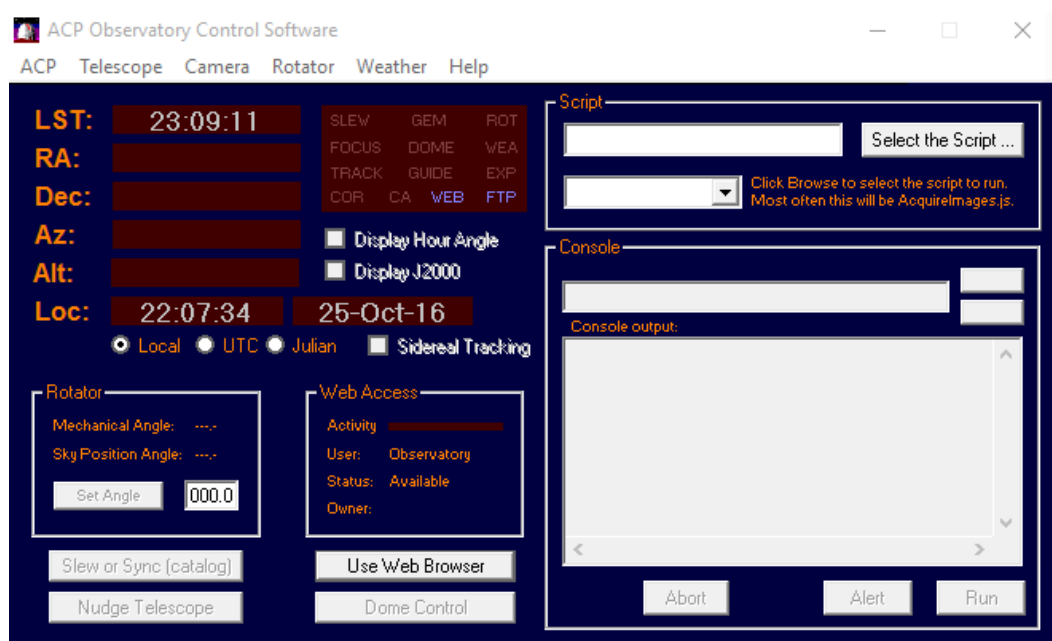 ACP Observatory Control Software
ACP Telescope Camera Rotator Weather Help
LST: 23:09:11
RA:
Dec:
Az:
Alt:
Loc: 22:07:34 25-Oct-16
SLEW GEM ROT
FOCUS DOME WEA
TRACK GUIDE EXP
COR CA WEB FTP
Display Hour Angle
Display J2000
Local UTC Julian Sidereal Tracking
Rotator
Mechanical Angle: ---.-
Sky Position Angle: ---.-
Set Angle 000.0
Web Access
Activity
User: Observatory
Status: Available
Owner:
Slew or Sync (catalog) Use Web Browser
Nudge Telescope Dome Control
Script
Select the Script ...
Click Browse to select the script to run.
Most often this will be AcquireImages.js.
Console
Console output:
Abort Alert Run